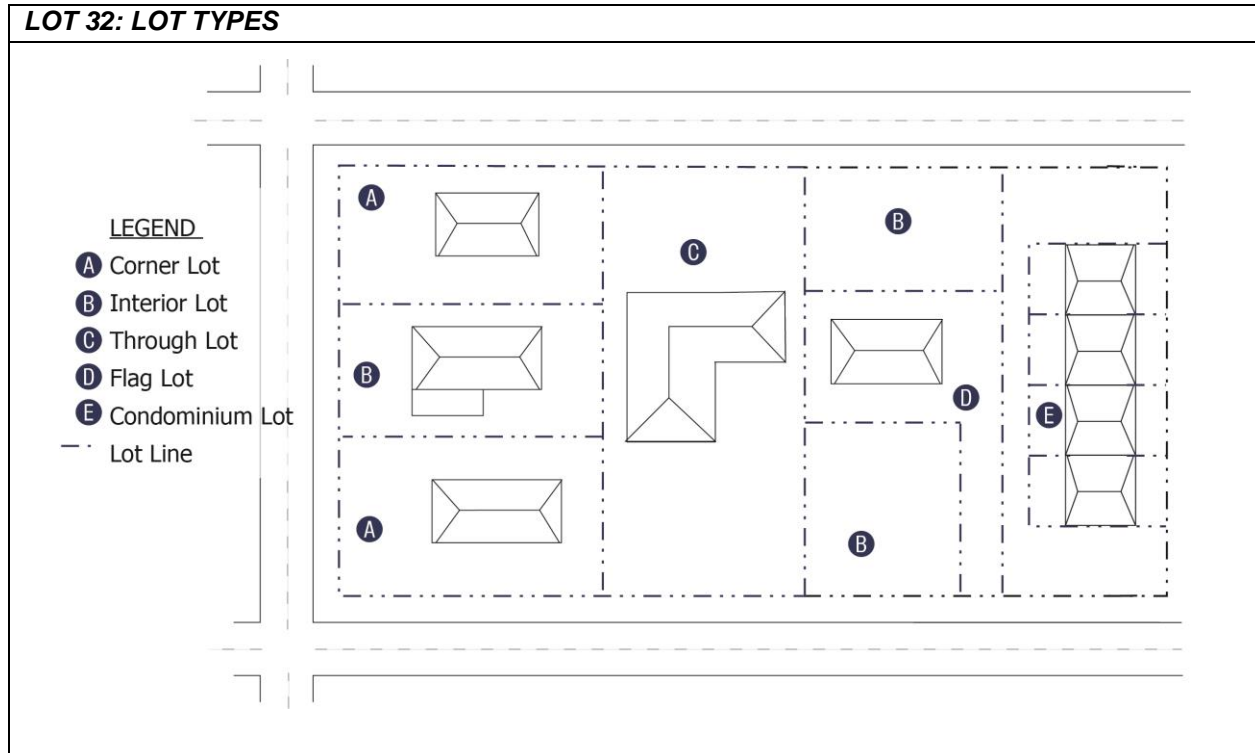 LOT 32: LOT TYPES
LEGEND
A Corner Lot
B Interior Lot
C Through Lot
D Flag Lot
E Condominium Lot
Lot Line
A
B
C
B
B
D
E
A
B